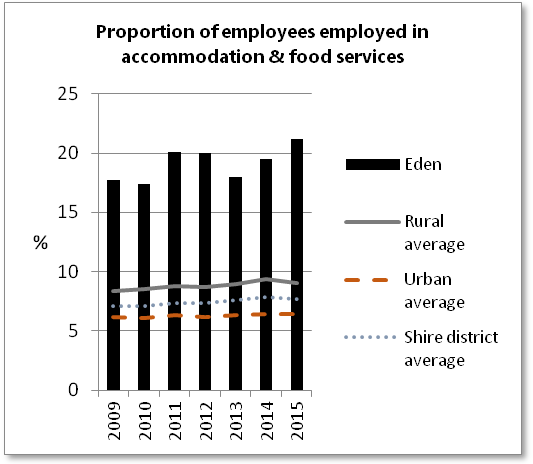 Proportion of employees employed in
accommodation & food services
25
20
15
10
5
0
%
2009
2010
2011
2012
2013
2014
2015
Eden
Rural
average
Urban
average
Shire district
average